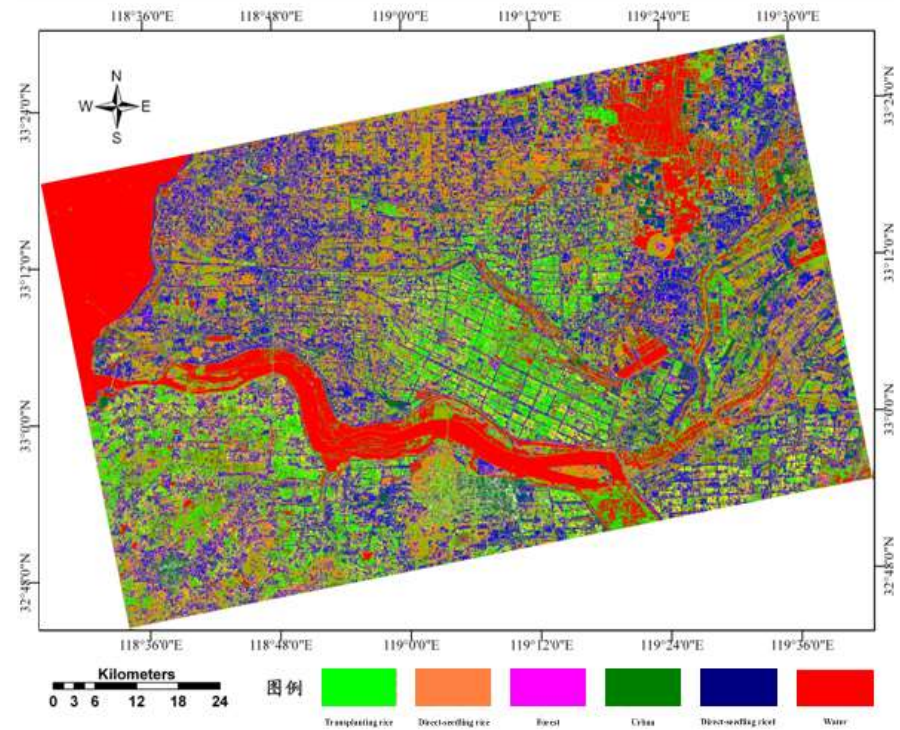 118°36'0"E 118°48'0"E 119°0'0"E 119°12'0"E 119°24'0"E 119°36'0"E
N
W E
S
33°24'0"N 33°24'0"N
33°12'0"N 33°12'0"N
33°0'0"N 33°0'0"N
32°48'0"N 32°48'0"N
118°36'0"E 118°48'0"E 119°0'0"E 119°12'0"E 119°24'0"E 119°36'0"E
Kilometers
0 3 6 12 18 24
图例
Transplanting rice Direct-seedling rice Forest Urban Direct-seedling rice1 Water